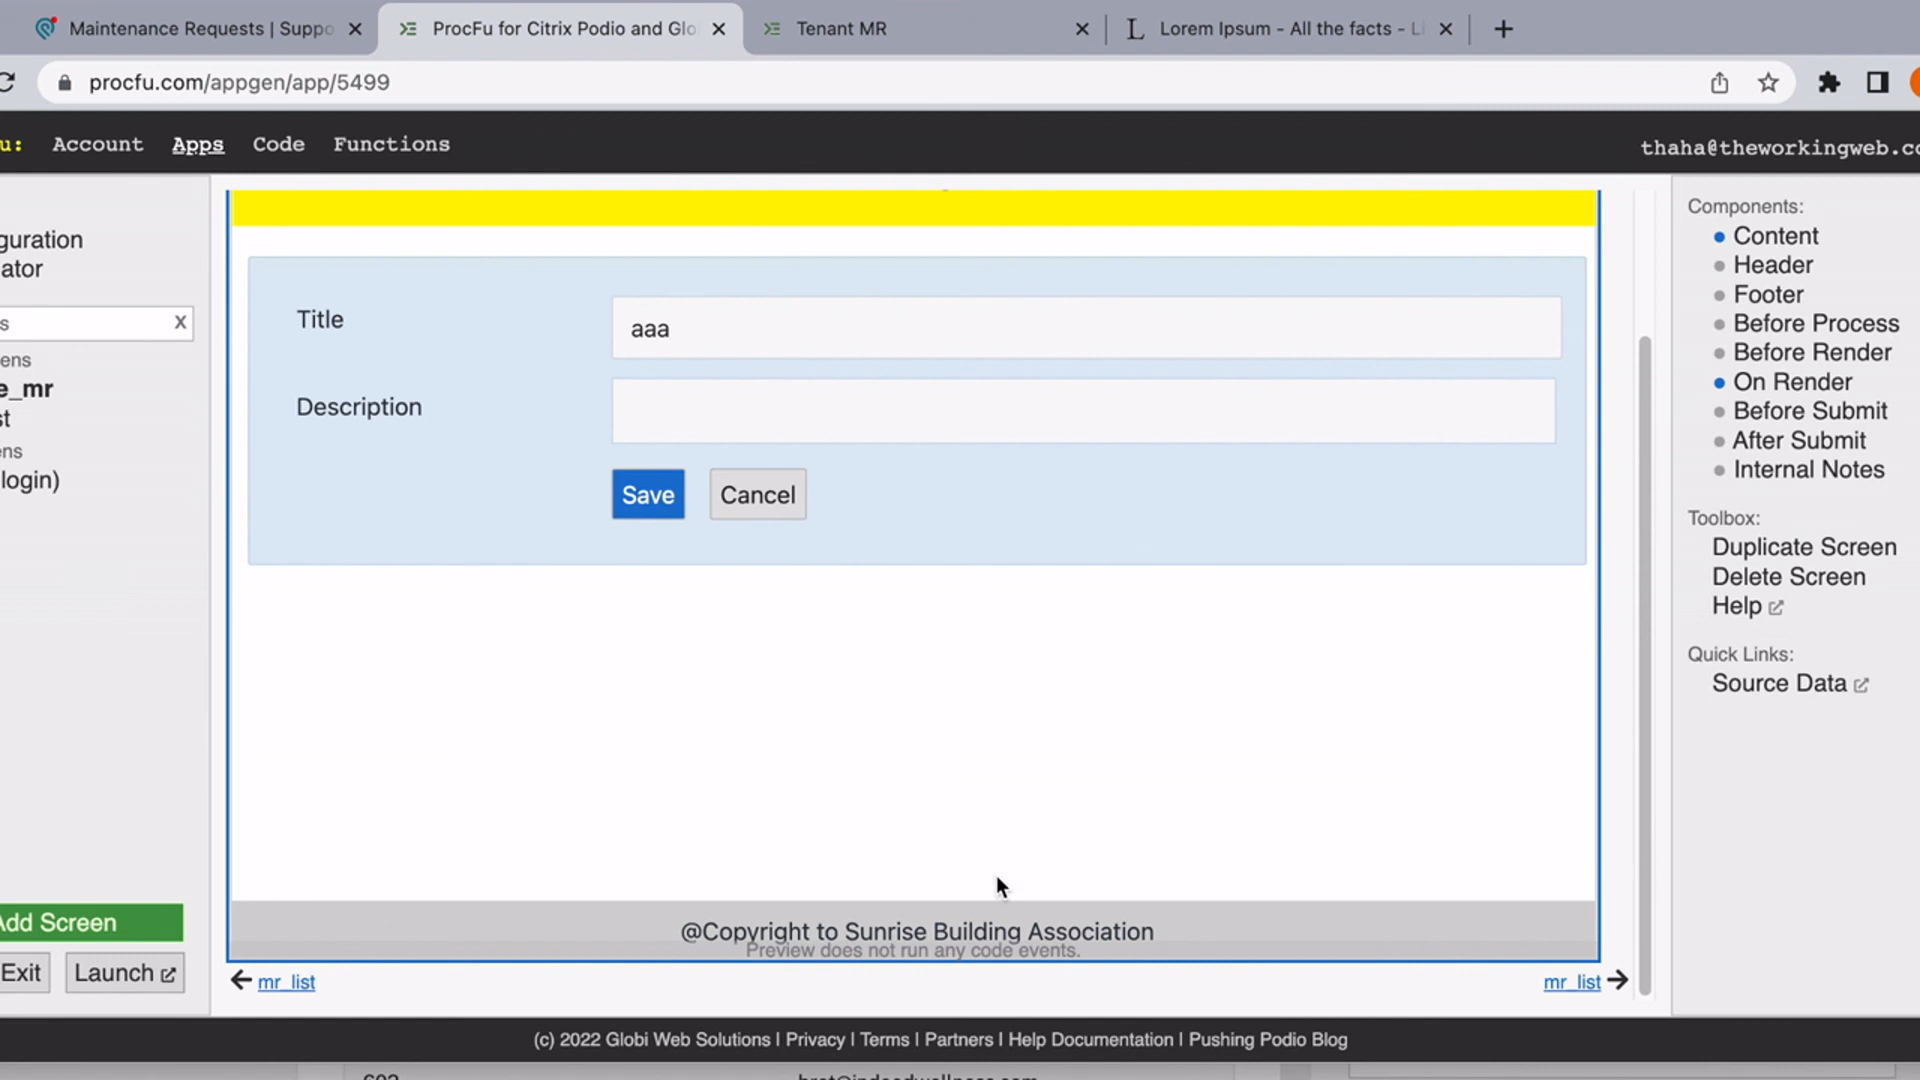 Maintenance Requests | Suppo
ProcFu for Citrix Podio and Glo
Tenant MR
Lorem Ipsum - All the facts - Li
procfu.com/appgen/app/5499
u: Account Apps Code Functions
thaha@theworkingweb.co
guration
ator
s X
ens
e_mr
st
ens
login)
Add Screen
Exit Launch
Title aaa
Description
Save Cancel
@Copyright to Sunrise Building Association
Preview does not run any code events.
mr_list
mr_list
Components:
Content
Header
Footer
Before Process
Before Render
On Render
Before Submit
After Submit
Internal Notes
Toolbox:
Duplicate Screen
Delete Screen
Help
Quick Links:
Source Data
(c) 2022 Globi Web Solutions | Privacy | Terms | Partners | Help Documentation | Pushing Podio Blog